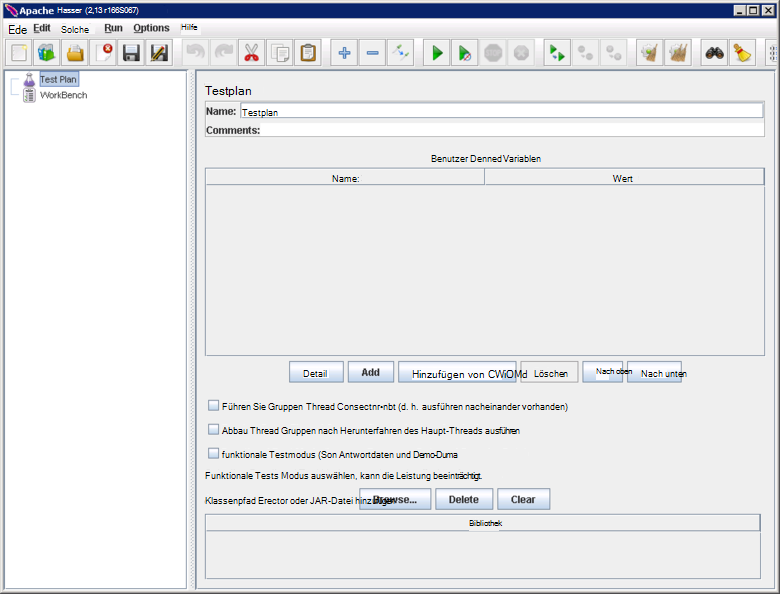 Apache Hasser (2,13 r166S067)
Ede Edit Solche Run Options Hilfe
Test Plan
WorkBench
Testplan
Name: Testplan
Comments:
Benutzer Denned Variablen
Name: Wert
Detail Add Hinzufügen von CWiOMd Löschen Nach oben Nach unten
Führen Sie Gruppen Thread Consectnr•nbt (d. h. ausführen nacheinander vorhanden)
Abbau Thread Gruppen nach Herunterfahren des Haupt-Threads ausführen
funktionale Testmodus (Son Antwortdaten und Demo-Duma
Funktionale Tests Modus auswählen, kann die Leistung beeinträchtigt.
Klassenpfad Erector oder JAR-Datei hinzufügen Browse... Delete Clear
Bibliothek